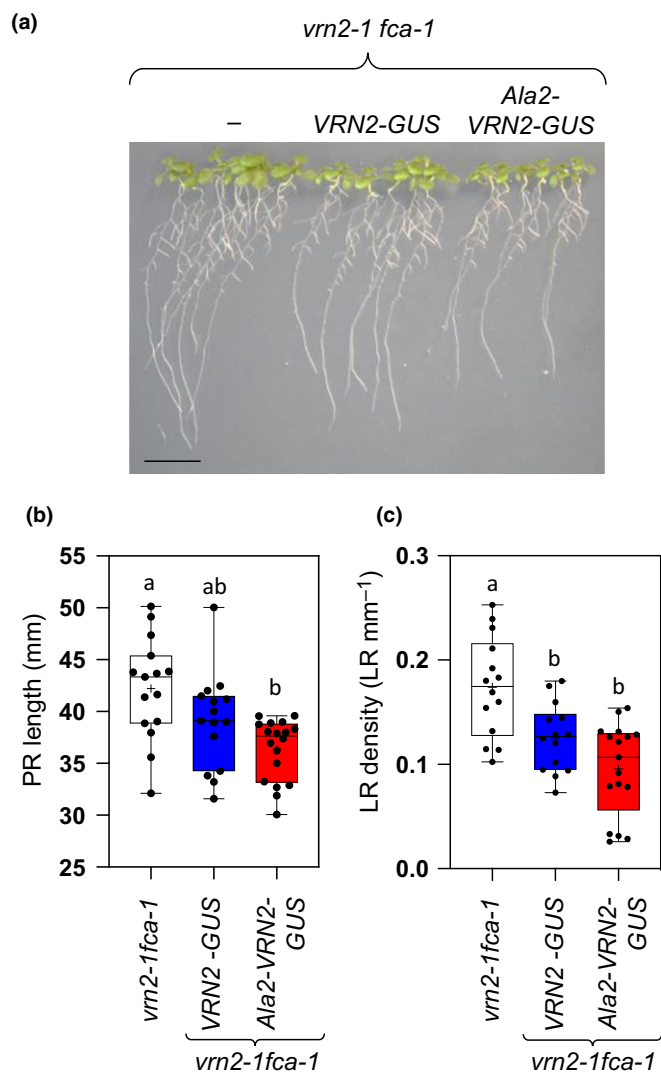 (a)
vrn2-1 fca-1
–
VRN2-GUS
Ala2-
VRN2-GUS
(b)
55
50
45
40
35
30
25
PR length (mm)
a
ab
b
vrn2-1fca-1
VRN2 -GUS
Ala2-VRN2-
GUS
vrn2-1fca-1
(c)
0.3
0.2
0.1
0.0
LR density (LR mm⁻¹)
a
b
b
vrn2-1fca-1
VRN2 -GUS
Ala2-VRN2-
GUS
vrn2-1fca-1